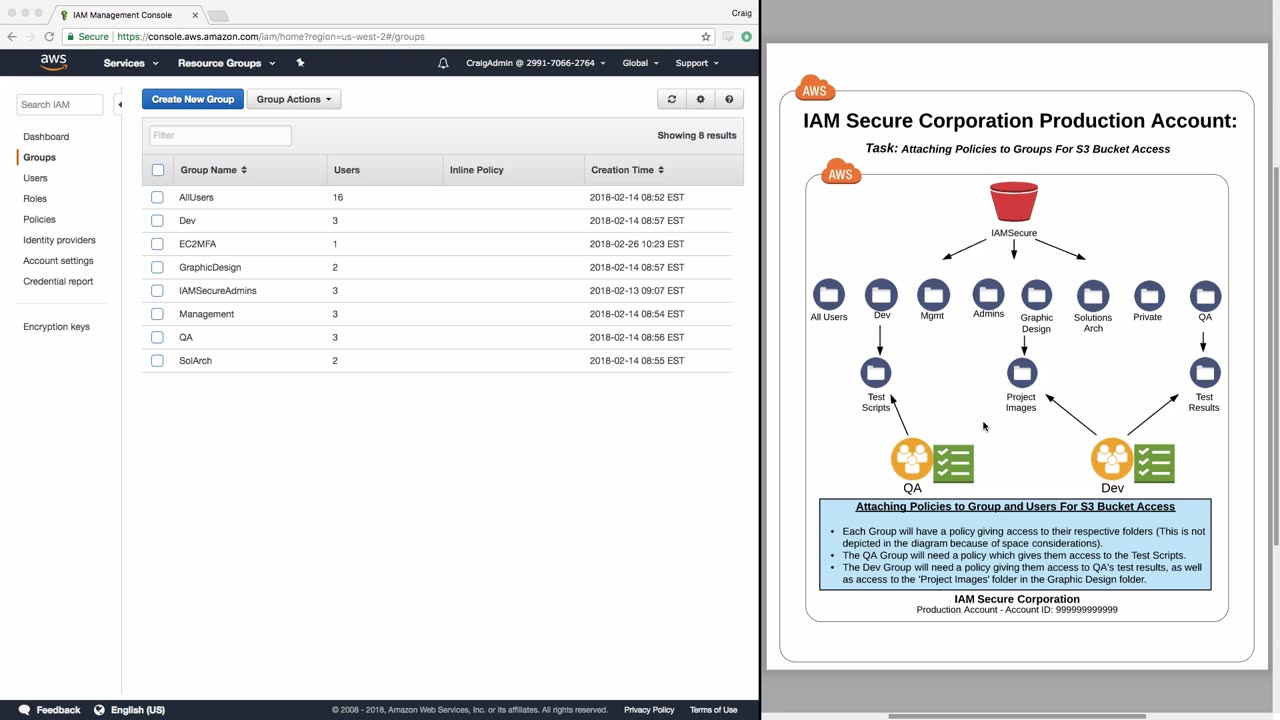 IAM Management Console
Craig
Secure
https://console.aws.amazon.com/iam/home?region=us-west-2#/groups
aws
Services
Resource Groups
CraigAdmin @ 2991-7066-2764
Global
Support
Search IAM
Dashboard
Groups
Users
Roles
Policies
Identity providers
Account settings
Credential report
Encryption keys
Create New Group
Group Actions
Filter
Showing 8 results
Group Name Users Inline Policy Creation Time
AllUsers 16 2018-02-14 08:52 EST
Dev 3 2018-02-14 08:57 EST
EC2MFA 1 2018-02-26 10:23 EST
GraphicDesign 2 2018-02-14 08:57 EST
IAMSecureAdmins 3 2018-02-13 09:07 EST
Management 3 2018-02-14 08:54 EST
QA 3 2018-02-14 08:56 EST
SolArch 2 2018-02-14 08:55 EST
Feedback
English (US)
© 2008 - 2018, Amazon Web Services, Inc. or its affiliates. All rights reserved.
Privacy Policy
Terms of Use
AWS
IAM Secure Corporation Production Account:
Task: Attaching Policies to Groups For S3 Bucket Access
AWS
IAMSecure
All Users
Dev
Mgmt
Admins
Graphic
Design
Solutions
Arch
Private
QA
Test
Scripts
Project
Images
Test
Results
QA
Dev
Attaching Policies to Group and Users For S3 Bucket Access
• Each Group will have a policy giving access to their respective folders (This is not
depicted in the diagram because of space considerations).
• The QA Group will need a policy which gives them access to the Test Scripts.
• The Dev Group will need a policy giving them access to QA's test results, as well
as access to the 'Project Images' folder in the Graphic Design folder.
IAM Secure Corporation
Production Account - Account ID: 999999999999